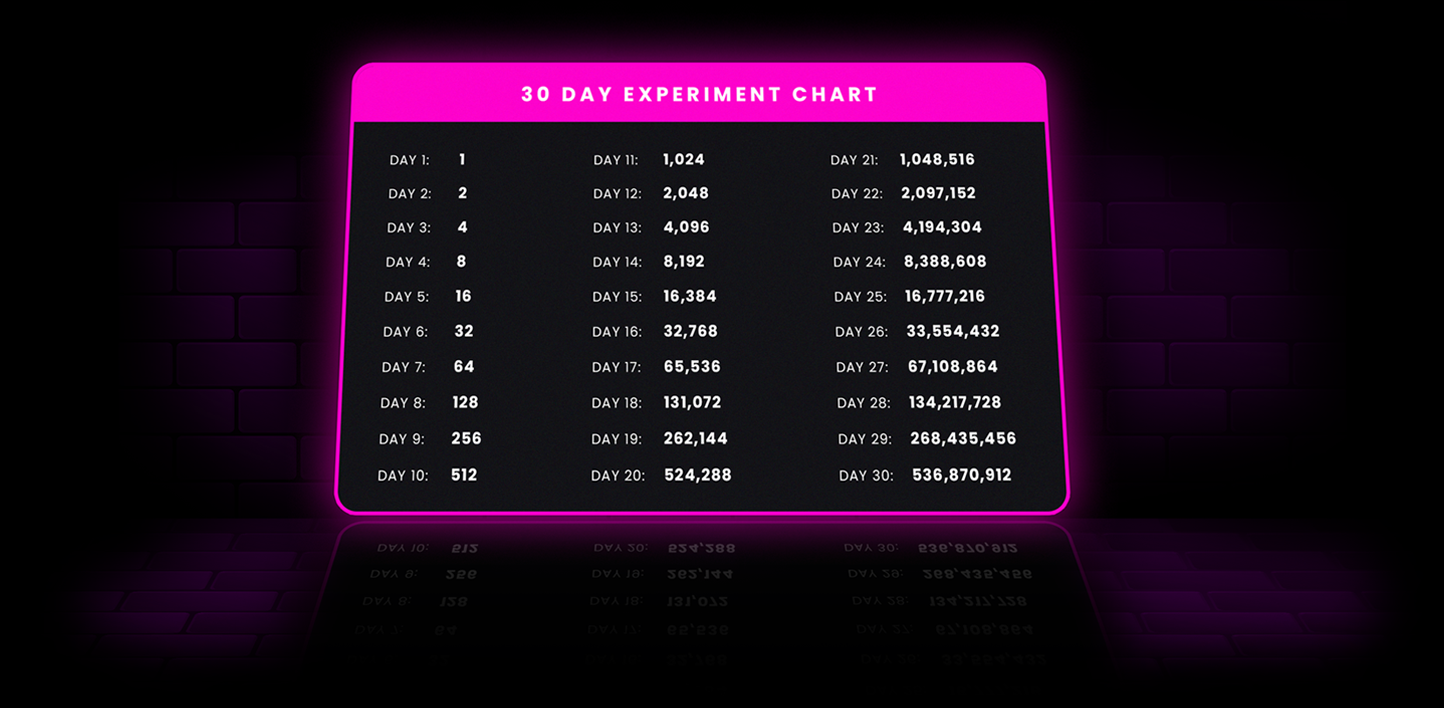 30 DAY EXPERIMENT CHART
DAY 1: 1
DAY 2: 2
DAY 3: 4
DAY 4: 8
DAY 5: 16
DAY 6: 32
DAY 7: 64
DAY 8: 128
DAY 9: 256
DAY 10: 512
DAY 11: 1,024
DAY 12: 2,048
DAY 13: 4,096
DAY 14: 8,192
DAY 15: 16,384
DAY 16: 32,768
DAY 17: 65,536
DAY 18: 131,072
DAY 19: 262,144
DAY 20: 524,288
DAY 21: 1,048,516
DAY 22: 2,097,152
DAY 23: 4,194,304
DAY 24: 8,388,608
DAY 25: 16,777,216
DAY 26: 33,554,432
DAY 27: 67,108,864
DAY 28: 134,217,728
DAY 29: 268,435,456
DAY 30: 536,870,912